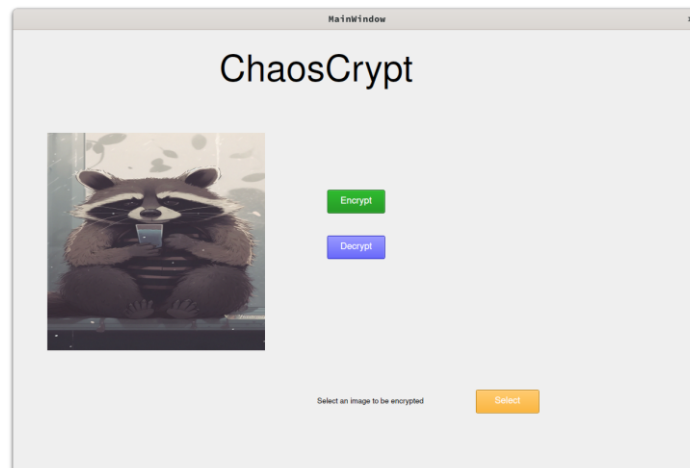 MainWindow
ChaosCrypt
Encrypt
Decrypt
Select an image to be encrypted
Select